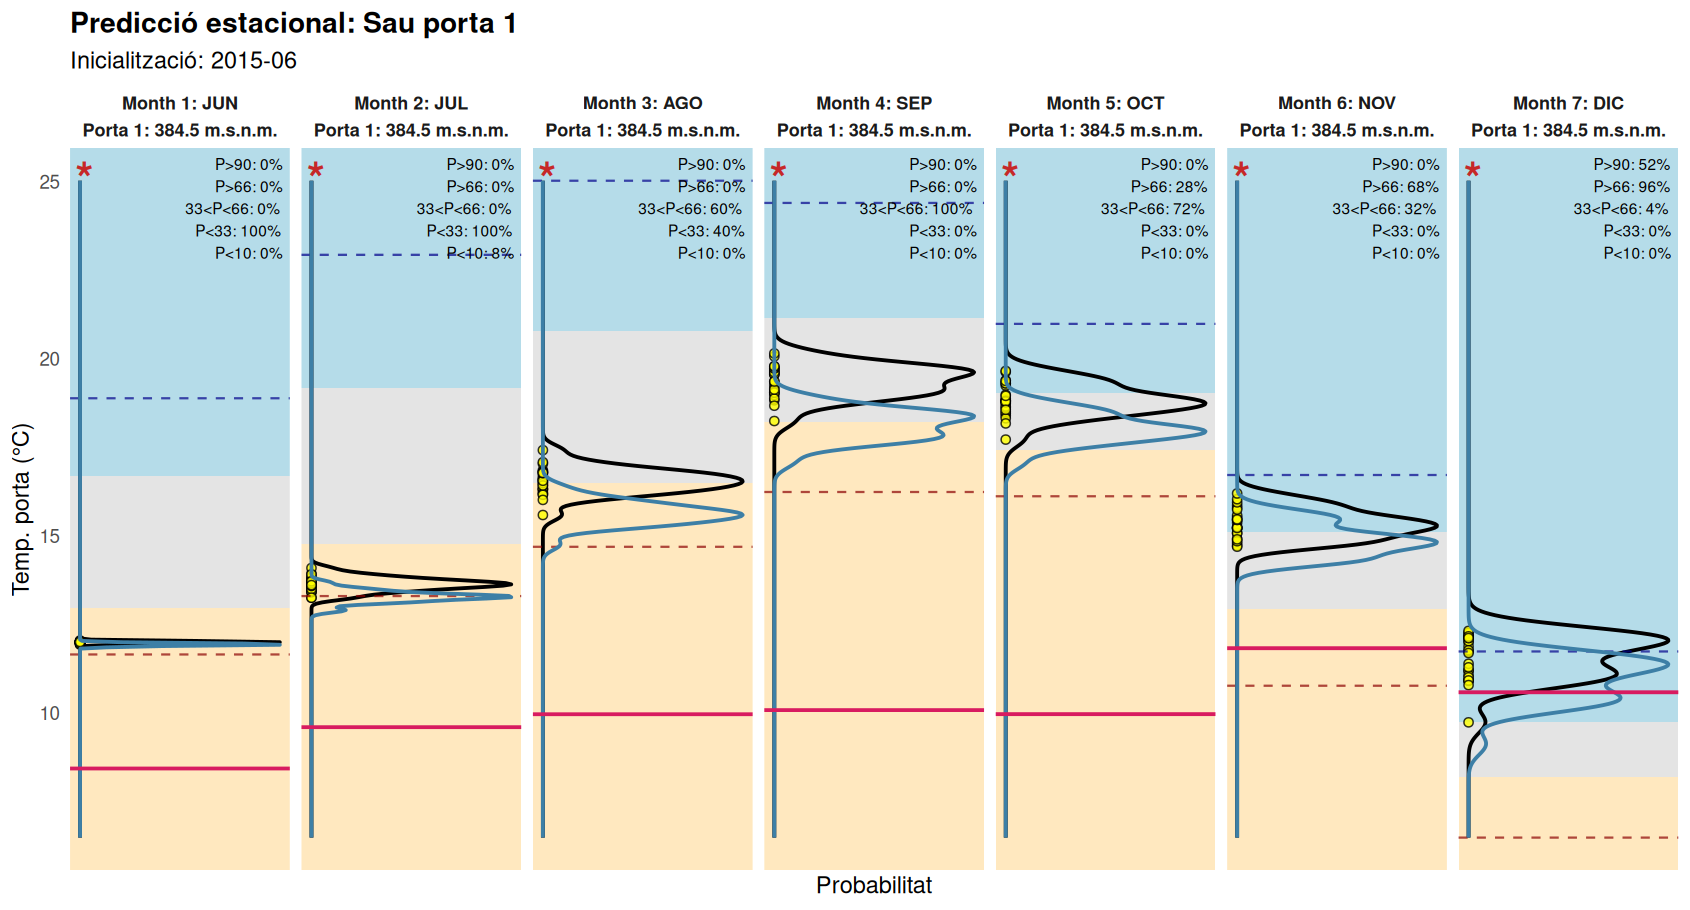 Predicció estacional: Sau porta 1
Inicialització: 2015-06
Month 1: JUN
Porta 1: 384.5 m.s.n.m.
Month 2: JUL
Porta 1: 384.5 m.s.n.m.
Month 3: AGO
Porta 1: 384.5 m.s.n.m.
Month 4: SEP
Porta 1: 384.5 m.s.n.m.
Month 5: OCT
Porta 1: 384.5 m.s.n.m.
Month 6: NOV
Porta 1: 384.5 m.s.n.m.
Month 7: DIC
Porta 1: 384.5 m.s.n.m.
Temp. porta (°C)
25
20
15
10
*
P>90: 0%
P>66: 0%
33<P<66: 0%
P<33: 100%
P<10: 0%
*
P>90: 0%
P>66: 0%
33<P<66: 0%
P<33: 100%
P<10: 8%
*
P>90: 0%
P>66: 0%
33<P<66: 60%
P<33: 40%
P<10: 0%
*
P>90: 0%
P>66: 0%
33<P<66: 100%
P<33: 0%
P<10: 0%
*
P>90: 0%
P>66: 28%
33<P<66: 72%
P<33: 0%
P<10: 0%
*
P>90: 0%
P>66: 68%
33<P<66: 32%
P<33: 0%
P<10: 0%
*
P>90: 52%
P>66: 96%
33<P<66: 4%
P<33: 0%
P<10: 0%
Probabilitat